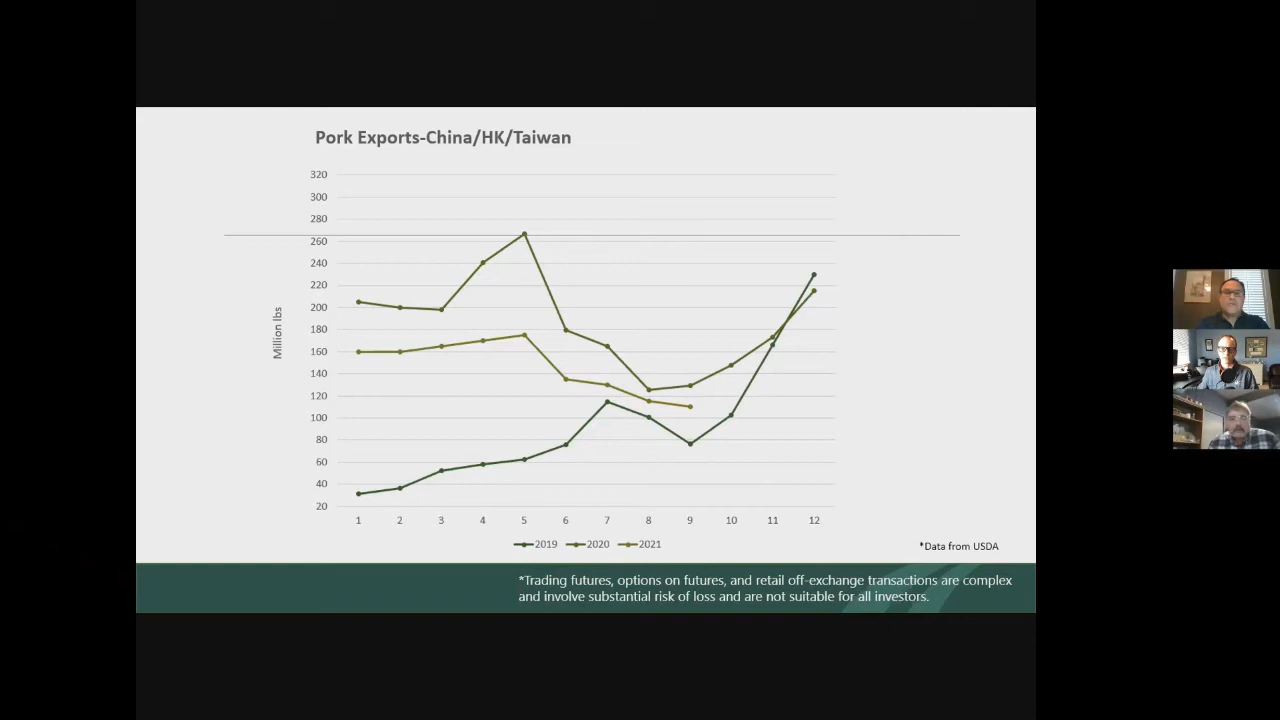 Pork Exports-China/HK/Taiwan
320
300
280
260
240
220
200
180
160
140
120
100
80
60
40
20
Million lbs
1 2 3 4 5 6 7 8 9 10 11 12
2019 2020 2021
*Data from USDA
*Trading futures, options on futures, and retail off-exchange transactions are complex
and involve substantial risk of loss and are not suitable for all investors.